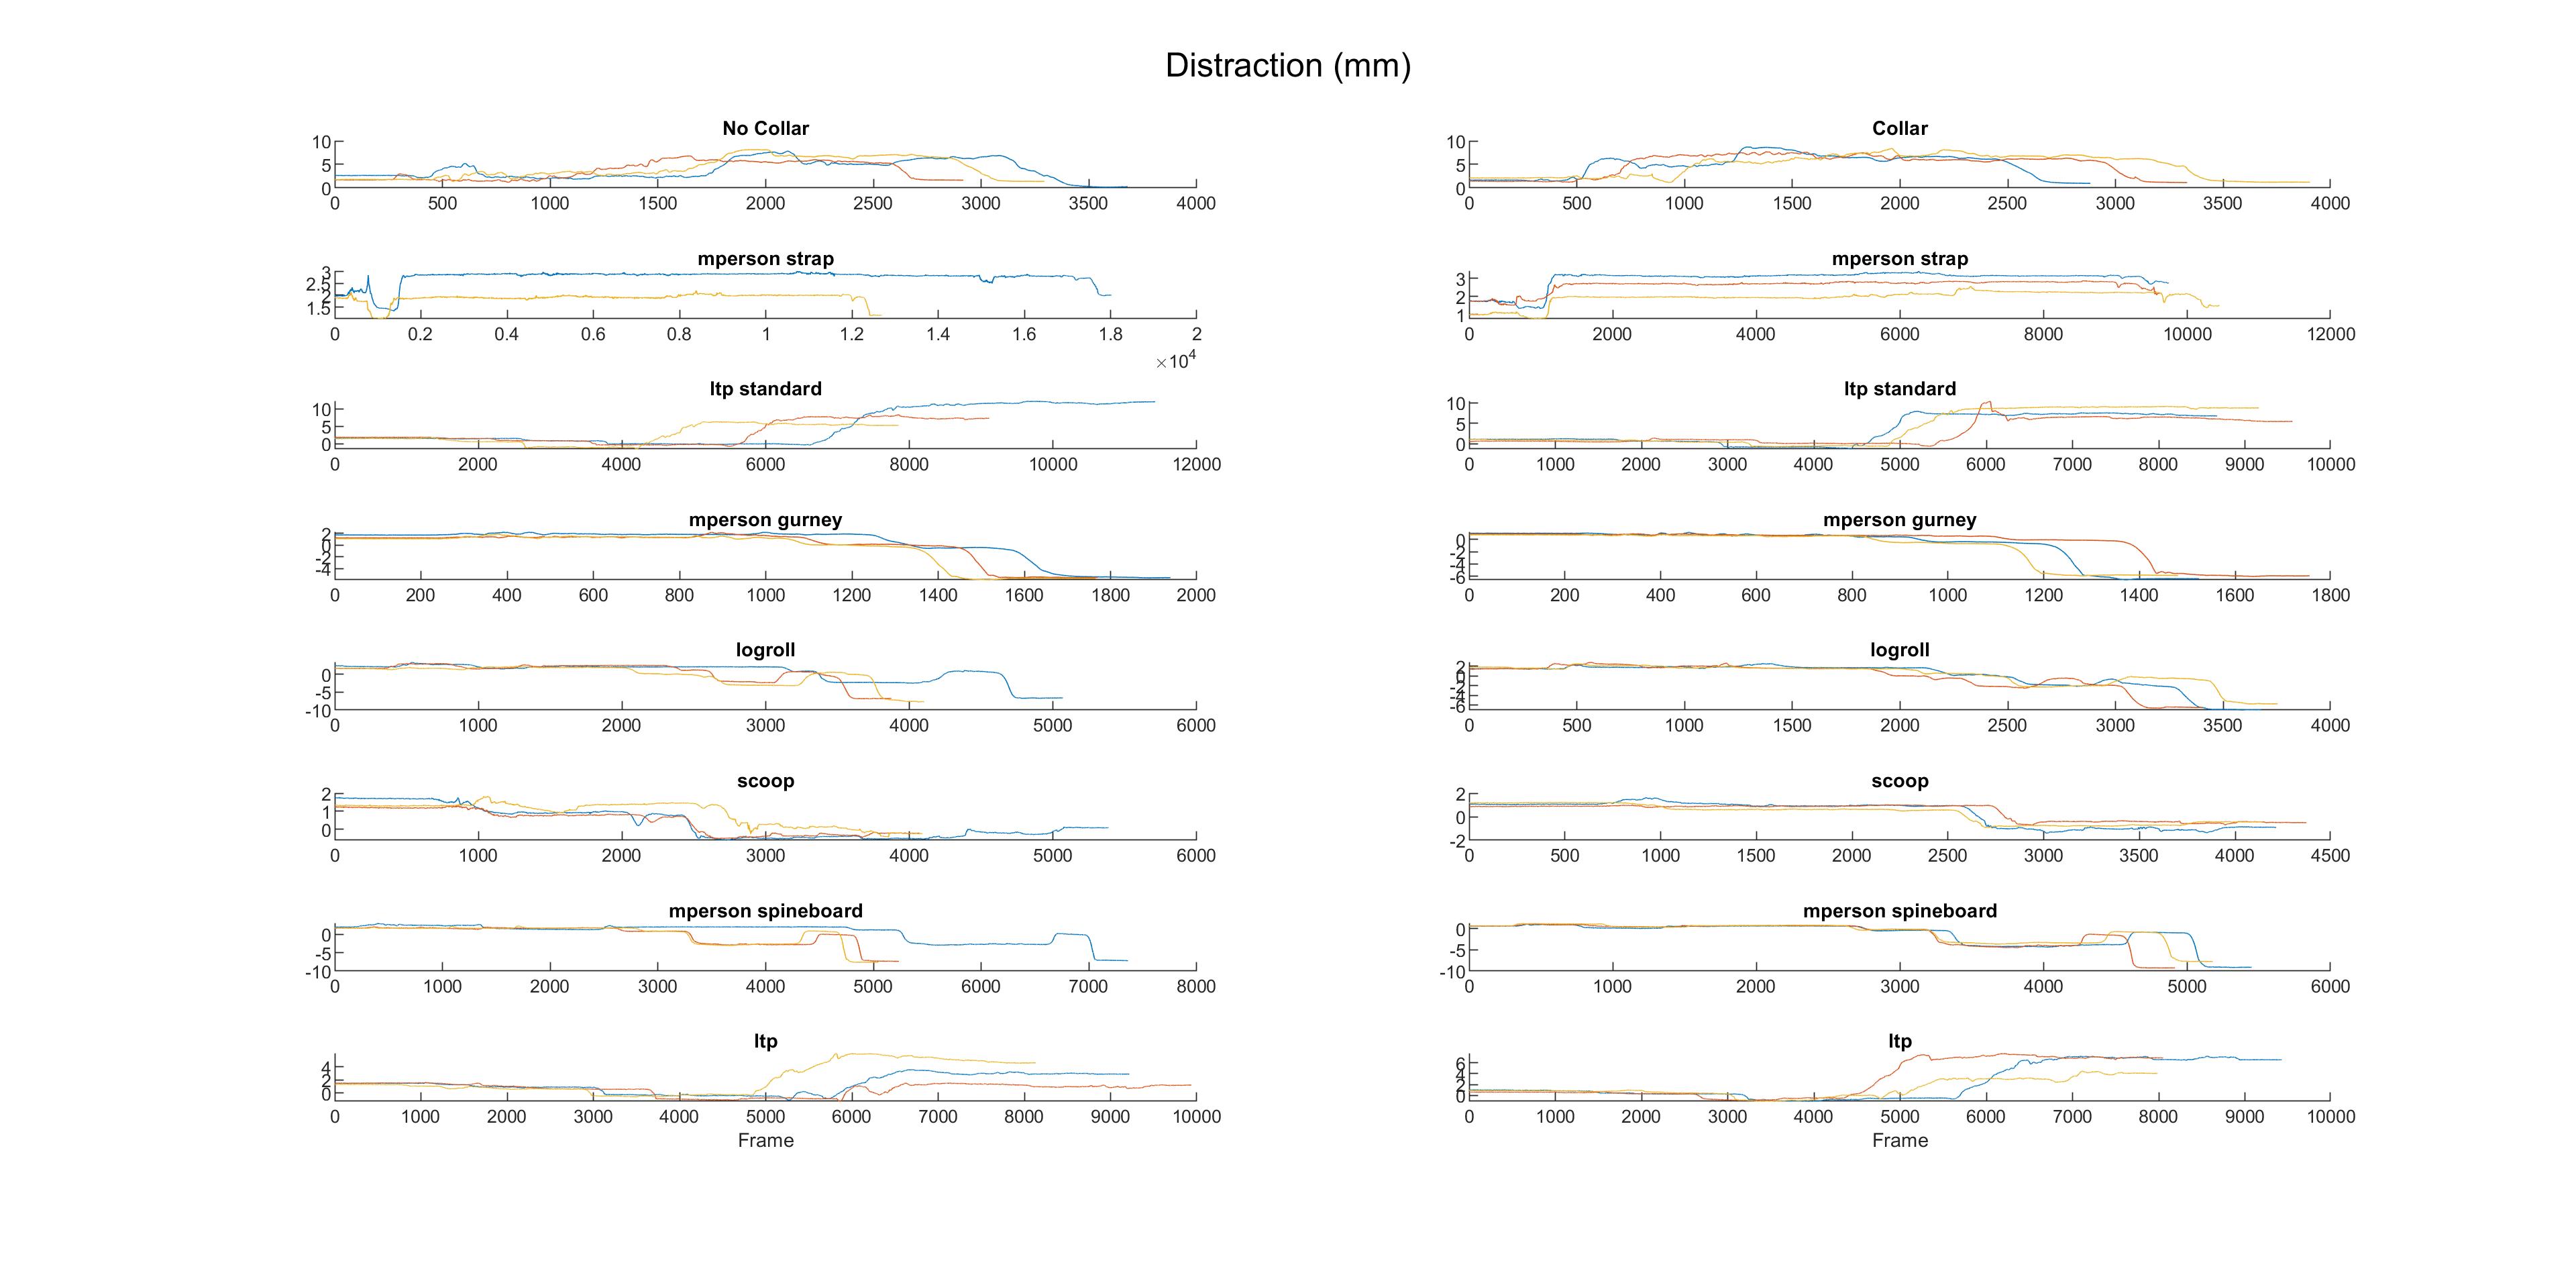 Distraction (mm)
No Collar
10
5
0
0 500 1000 1500 2000 2500 3000 3500 4000
Collar
10
5
0
0 500 1000 1500 2000 2500 3000 3500 4000
mperson strap
3
2.5
2
1.5
0 0.2 0.4 0.6 0.8 1 1.2 1.4 1.6 1.8 2
×10⁴
mperson strap
3
2
1
0 2000 4000 6000 8000 10000 12000
ltp standard
10
5
0
0 2000 4000 6000 8000 10000 12000
ltp standard
10
5
0
0 1000 2000 3000 4000 5000 6000 7000 8000 9000 10000
mperson gurney
2
0
-2
-4
0 200 400 600 800 1000 1200 1400 1600 1800 2000
mperson gurney
0
-2
-4
-6
0 200 400 600 800 1000 1200 1400 1600 1800
logroll
0
-5
-10
0 1000 2000 3000 4000 5000 6000
logroll
2
0
-2
-4
-6
0 500 1000 1500 2000 2500 3000 3500 4000
scoop
2
1
0
0 1000 2000 3000 4000 5000 6000
scoop
2
0
-2
0 500 1000 1500 2000 2500 3000 3500 4000 4500
mperson spineboard
0
-5
-10
0 1000 2000 3000 4000 5000 6000 7000 8000
mperson spineboard
0
-5
-10
0 1000 2000 3000 4000 5000 6000
ltp
4
2
0
0 1000 2000 3000 4000 5000 6000 7000 8000 9000 10000
Frame
ltp
6
4
2
0
0 1000 2000 3000 4000 5000 6000 7000 8000 9000 10000
Frame